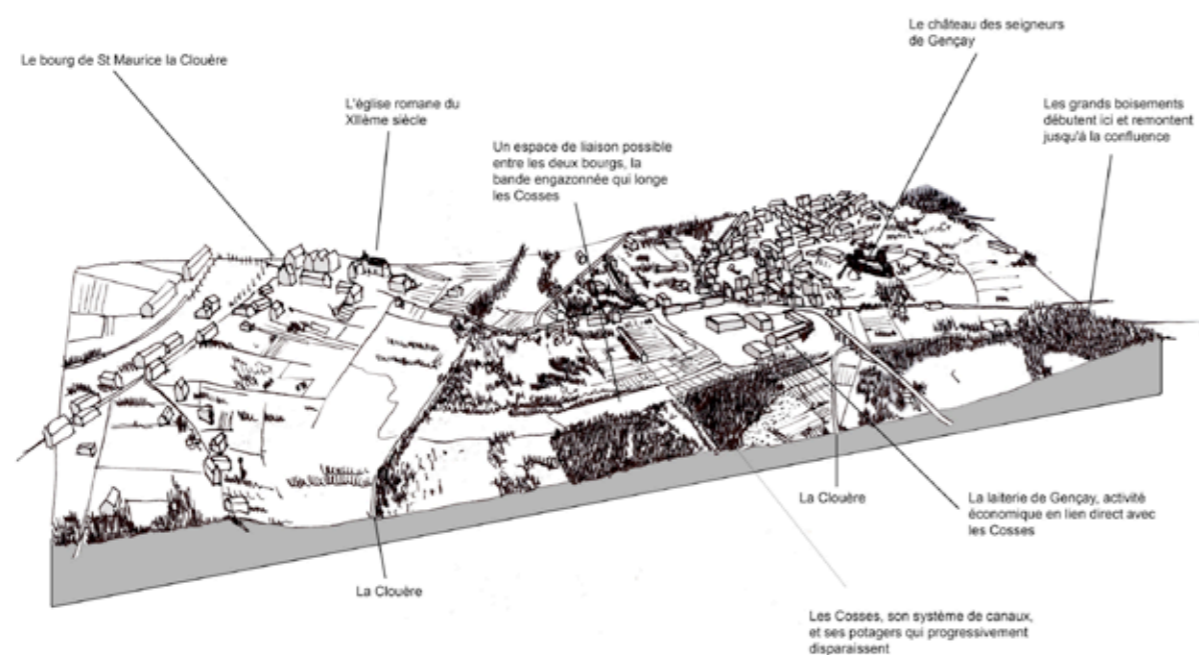 Le château des seigneurs
de Gençay
Le bourg de St Maurice la Clouère
L'église romane du
XIIème siècle
Les grands boisements
débutent ici et remontent
jusqu'à la confluence
Un espace de liaison possible
entre les deux bourgs, la
bande engazonnée qui longe
les Cosses
La Clouère
La laiterie de Gençay, activité
économique en lien direct avec
les Cosses
La Clouère
Les Cosses, son système de canaux,
et ses potagers qui progressivement
disparaissent